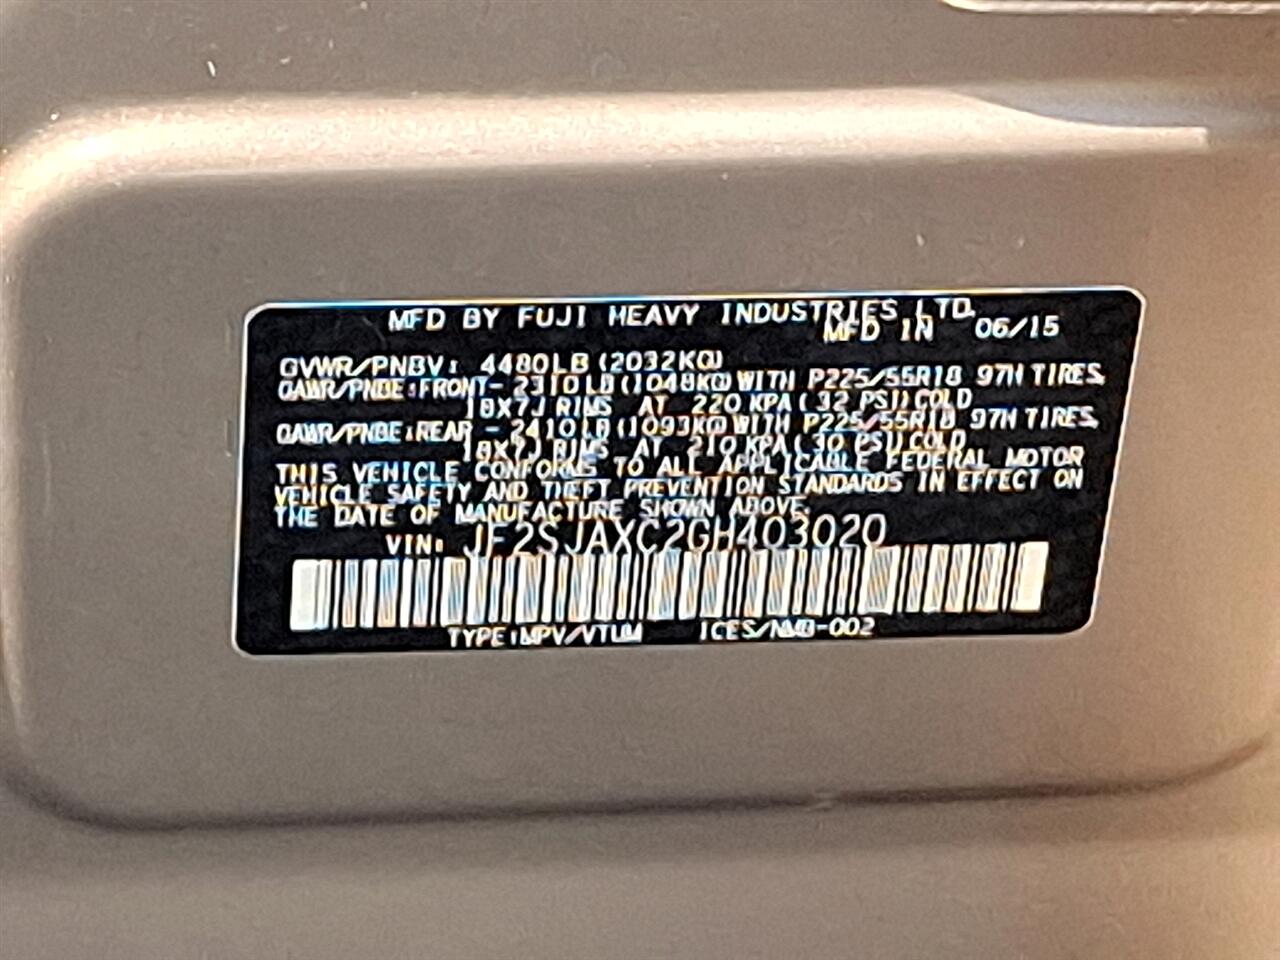 MFD BY FUJI HEAVY INDUSTRIES LTD.
MFD IN 06/15
GVWR/PNBV: 4480LB (2032KG)
GAWR/PNBE:FRONT- 2310LB(1048KG)WITH P225/55R18 97H TIRES,
18X7J RIMS AT 220 KPA(32 PSI)COLD
GAWR/PNBE:REAR - 2410LB(1093KG)WITH P225/55R18 97H TIRES,
18X7J RIMS AT 210 KPA(30 PSI)COLD
THIS VEHICLE CONFORMS TO ALL APPLICABLE FEDERAL MOTOR
VEHICLE SAFETY AND THEFT PREVENTION STANDARDS IN EFFECT ON
THE DATE OF MANUFACTURE SHOWN ABOVE.
VIN: JF2SJAXC2GH403020
TYPE:MPV/VTUM ICES/NMB-002